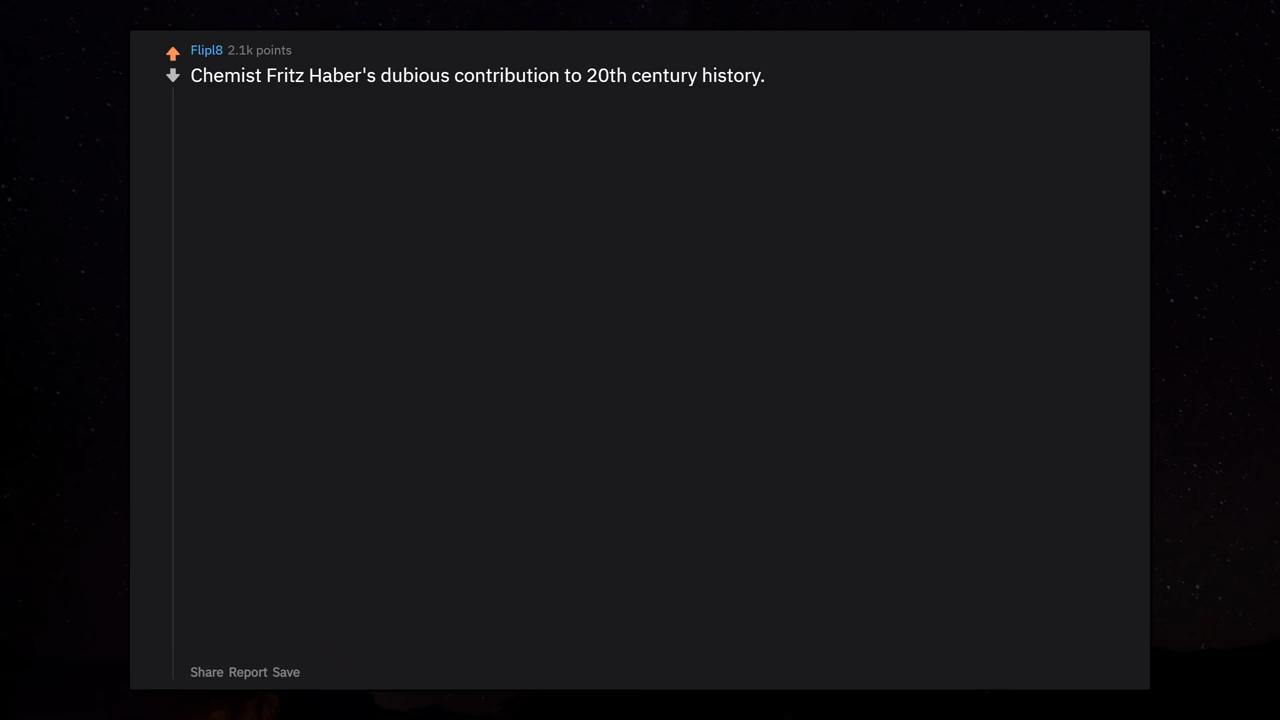 Flipl8 2.1k points
Chemist Fritz Haber's dubious contribution to 20th century history.
Share Report Save